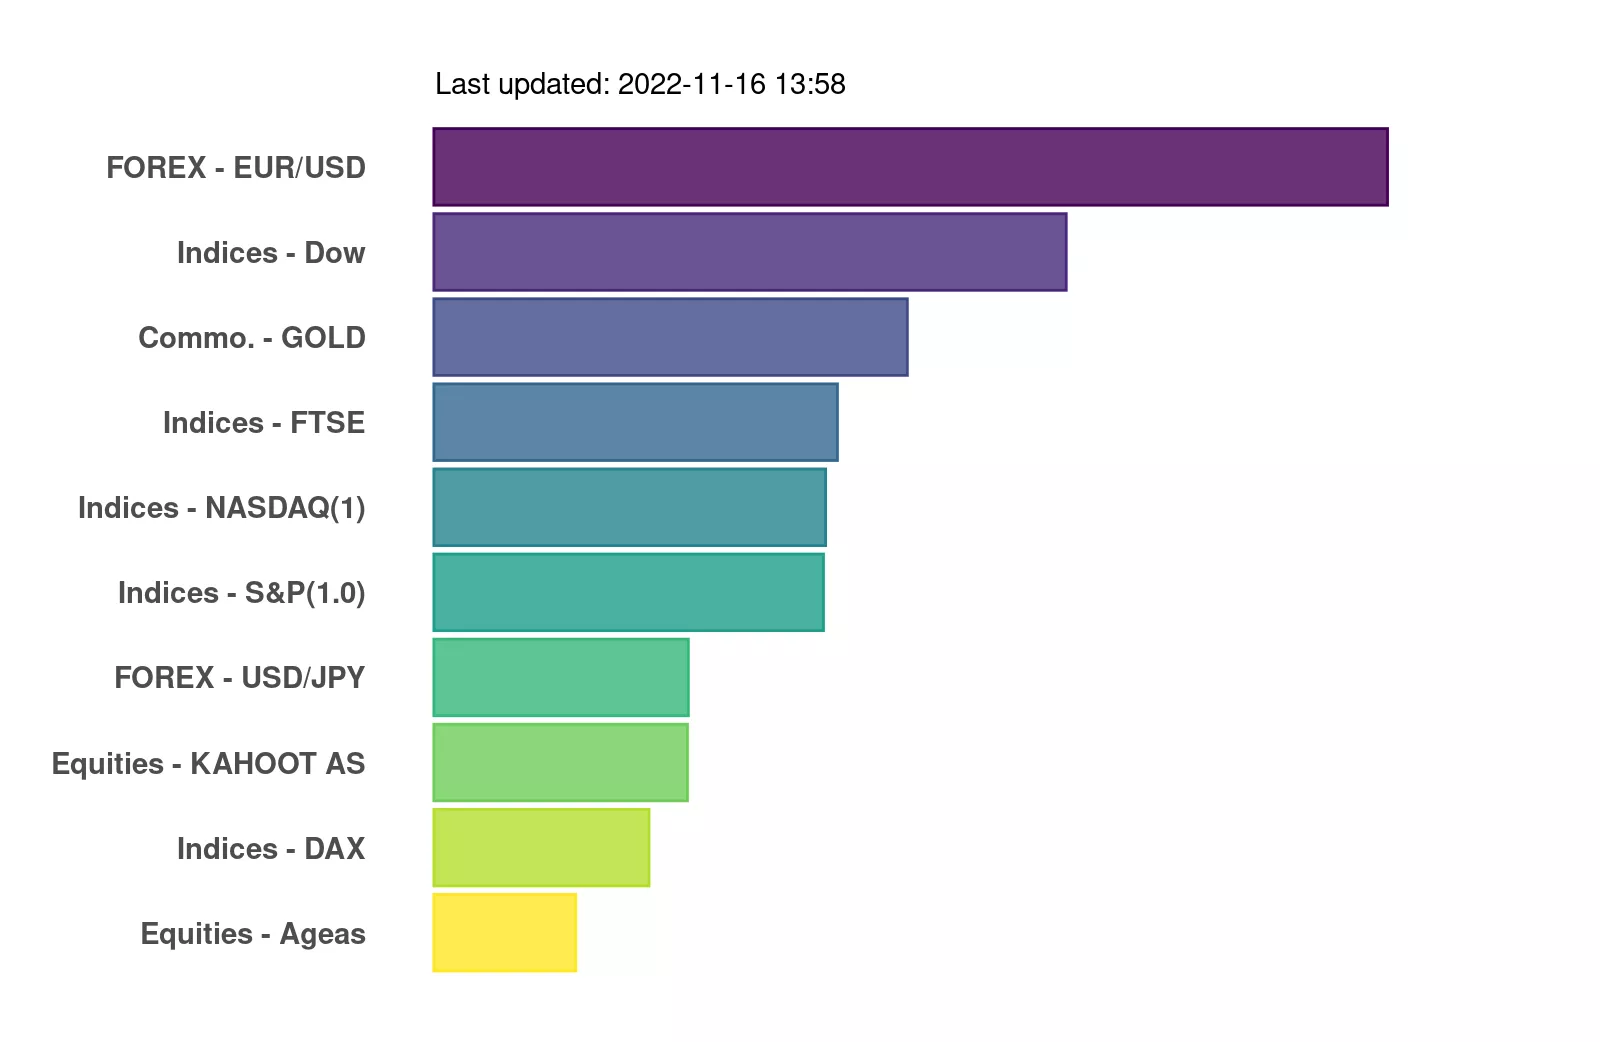 Last updated: 2022-11-16 13:58
FOREX - EUR/USD
Indices - Dow
Commo. - GOLD
Indices - FTSE
Indices - NASDAQ(1)
Indices - S&P(1.0)
FOREX - USD/JPY
Equities - KAHOOT AS
Indices - DAX
Equities - Ageas